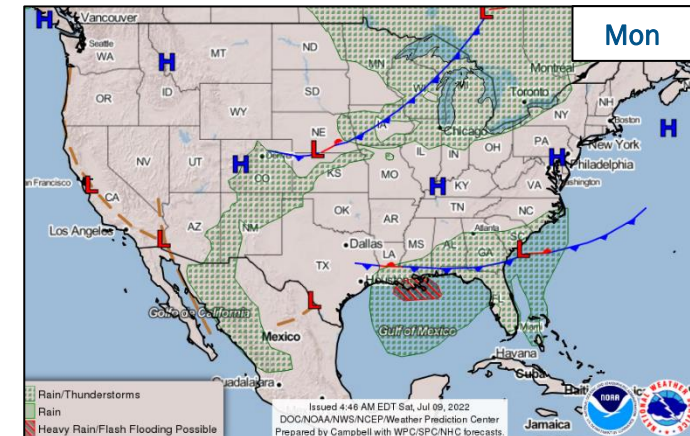 Mon
Vancouver
Seattle
WA
MT
ND
MN
WI
Montreal
OR
ID
WY
SD
Toronto
NH
NY
Boston
IA
Chicago
NE
PA
New York
Philadelphia
NV
UT
Denver
CO
KS
MO
IL
IN
OH
KY
VA
Washington
San Francisco
CA
Los Angeles
AZ
NM
OK
AR
TN
NC
Dallas
TX
LA
MS
AL
Atlanta
GA
SC
Houston
FL
Miami
Golfo de California
Mexico
Gulf of Mexico
Havana
Cuba
Guadalajara
Jamaica
H
H
H
H
H
H
L
L
L
L
L
L
Rain/Thunderstorms
Rain
Heavy Rain/Flash Flooding Possible
Issued 4:46 AM EDT Sat, Jul 09, 2022
DOC/NOAA/NWS/NCEP/Weather Prediction Center
Prepared by Campbell with WPC/SPC/NHC forecasts.
NOAA